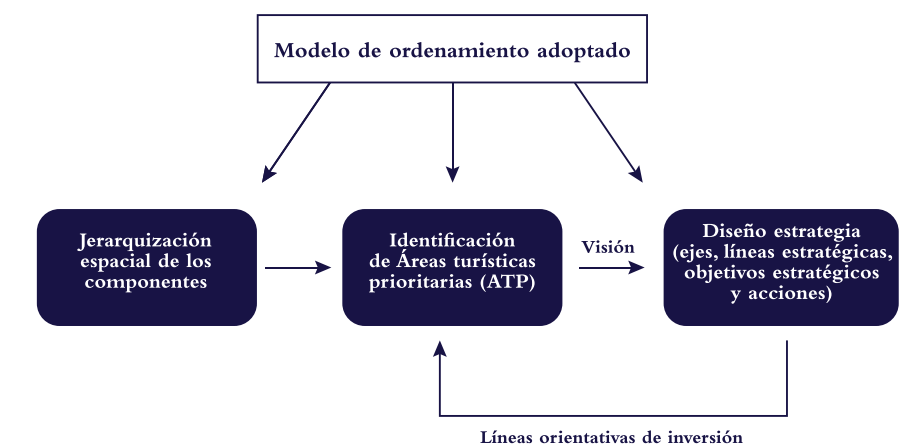 Modelo de ordenamiento adoptado
Jerarquización
espacial de los
componentes
Identificación
de Áreas turísticas
prioritarias (ATP)
Visión
Diseño estrategia
(ejes, líneas estratégicas,
objetivos estratégicos
y acciones)
Líneas orientativas de inversión